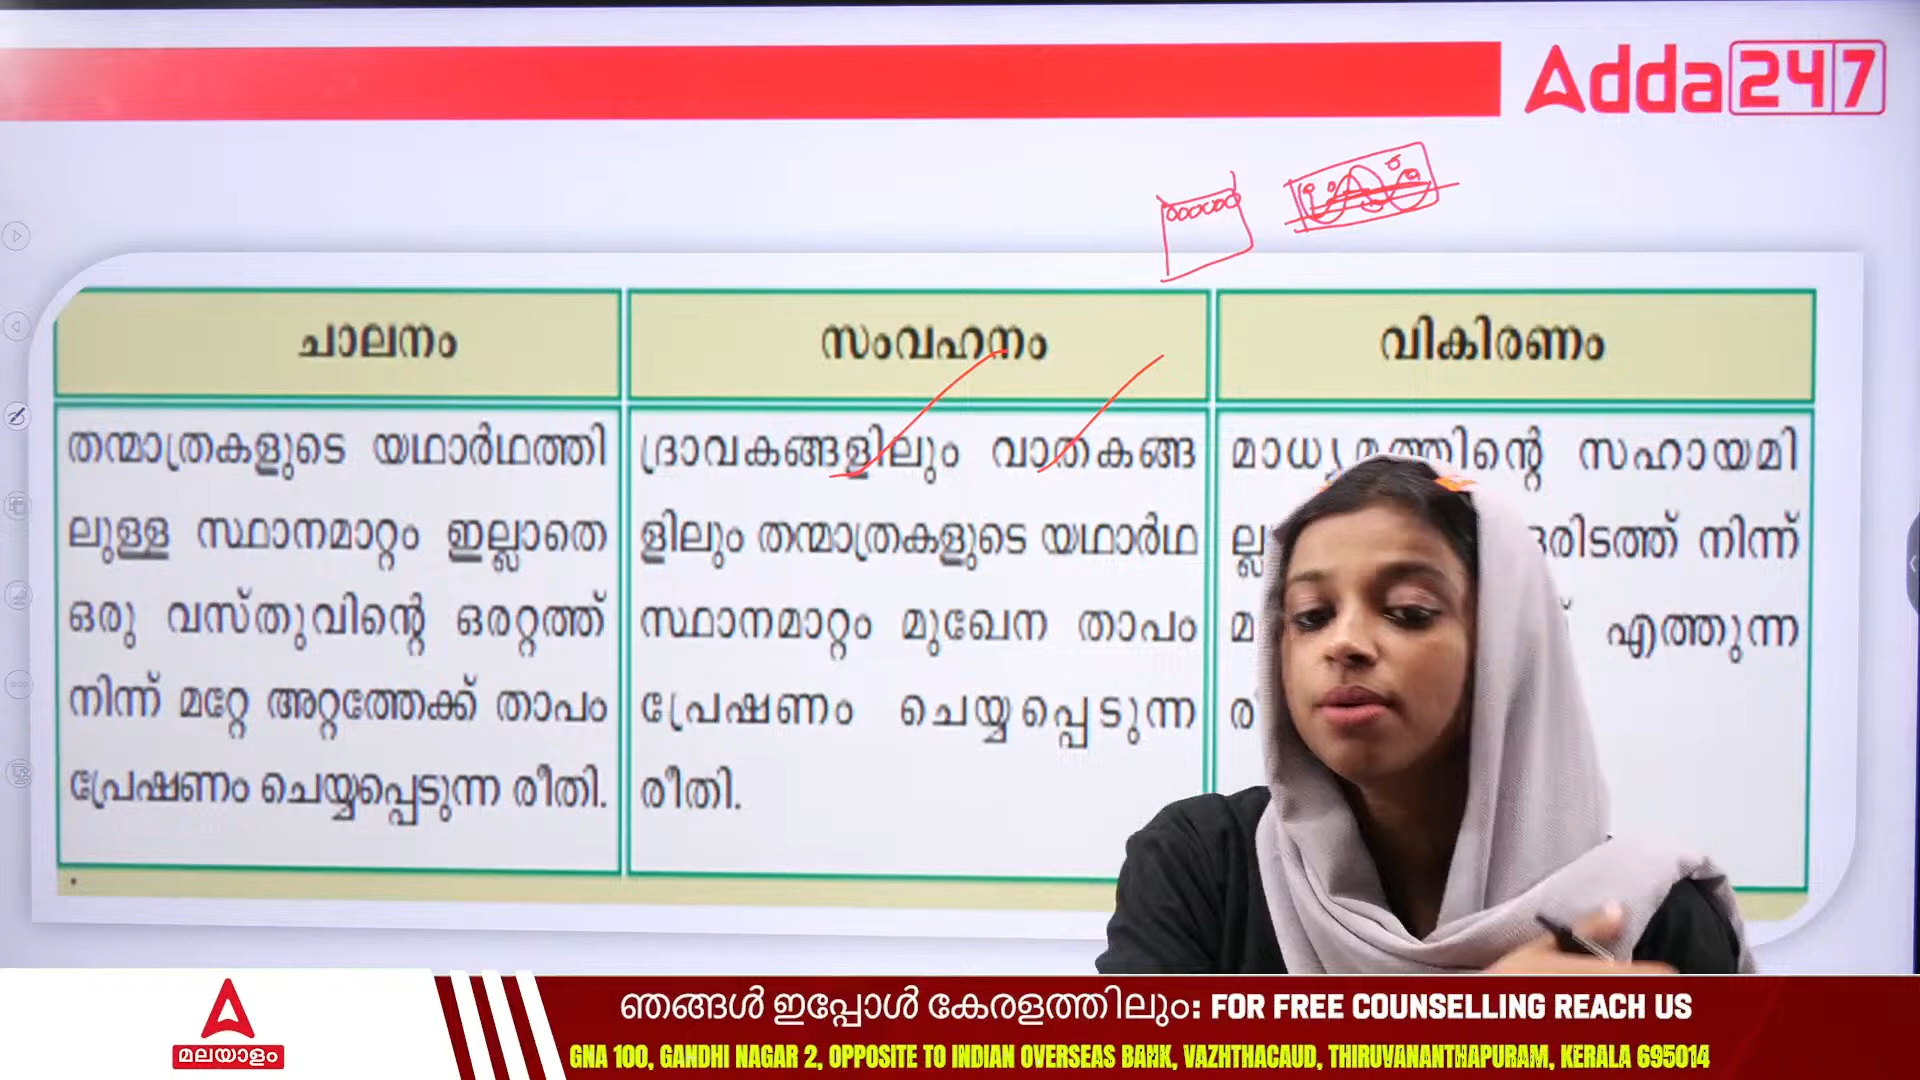 Adda247
ചാലനം
തന്മാത്രകളുടെ യഥാർഥത്തി
ലുള്ള സ്ഥാനമാറ്റം ഇല്ലാതെ
ഒരു വസ്തുവിന്റെ ഒരറ്റത്ത്
നിന്ന് മറ്റേ അറ്റത്തേക്ക് താപം
പ്രേഷണം ചെയ്യപ്പെടുന്ന രീതി.
സംവഹനം
ദ്രാവകങ്ങളിലും വാതകങ്ങ
ളിലും തന്മാത്രകളുടെ യഥാർഥ
സ്ഥാനമാറ്റം മുഖേന താപം
പ്രേഷണം ചെയ്യപ്പെടുന്ന
രീതി.
വികിരണം
മാധ്യമത്തിന്റെ സഹായമി
നിന്ന്
എത്തുന്ന
മലയാളം
ഞങ്ങൾ ഇപ്പോൾ കേരളത്തിലും: FOR FREE COUNSELLING REACH US
GNA 100, GANDHI NAGAR 2, OPPOSITE TO INDIAN OVERSEAS BANK, VAZHTHACAUD, THIRUVANANTHAPURAM, KERALA 695014